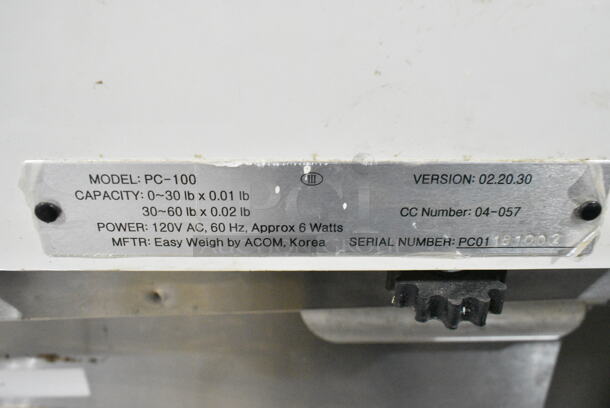 MODEL: PC-100
III
VERSION: 02.20.30
CAPACITY: 0~30 lb x 0.01 lb
30~60 lb x 0.02 lb
CC Number: 04-057
POWER: 120V AC, 60 Hz, Approx 6 Watts
MFTR: Easy Weigh by ACOM, Korea
SERIAL NUMBER: PC01